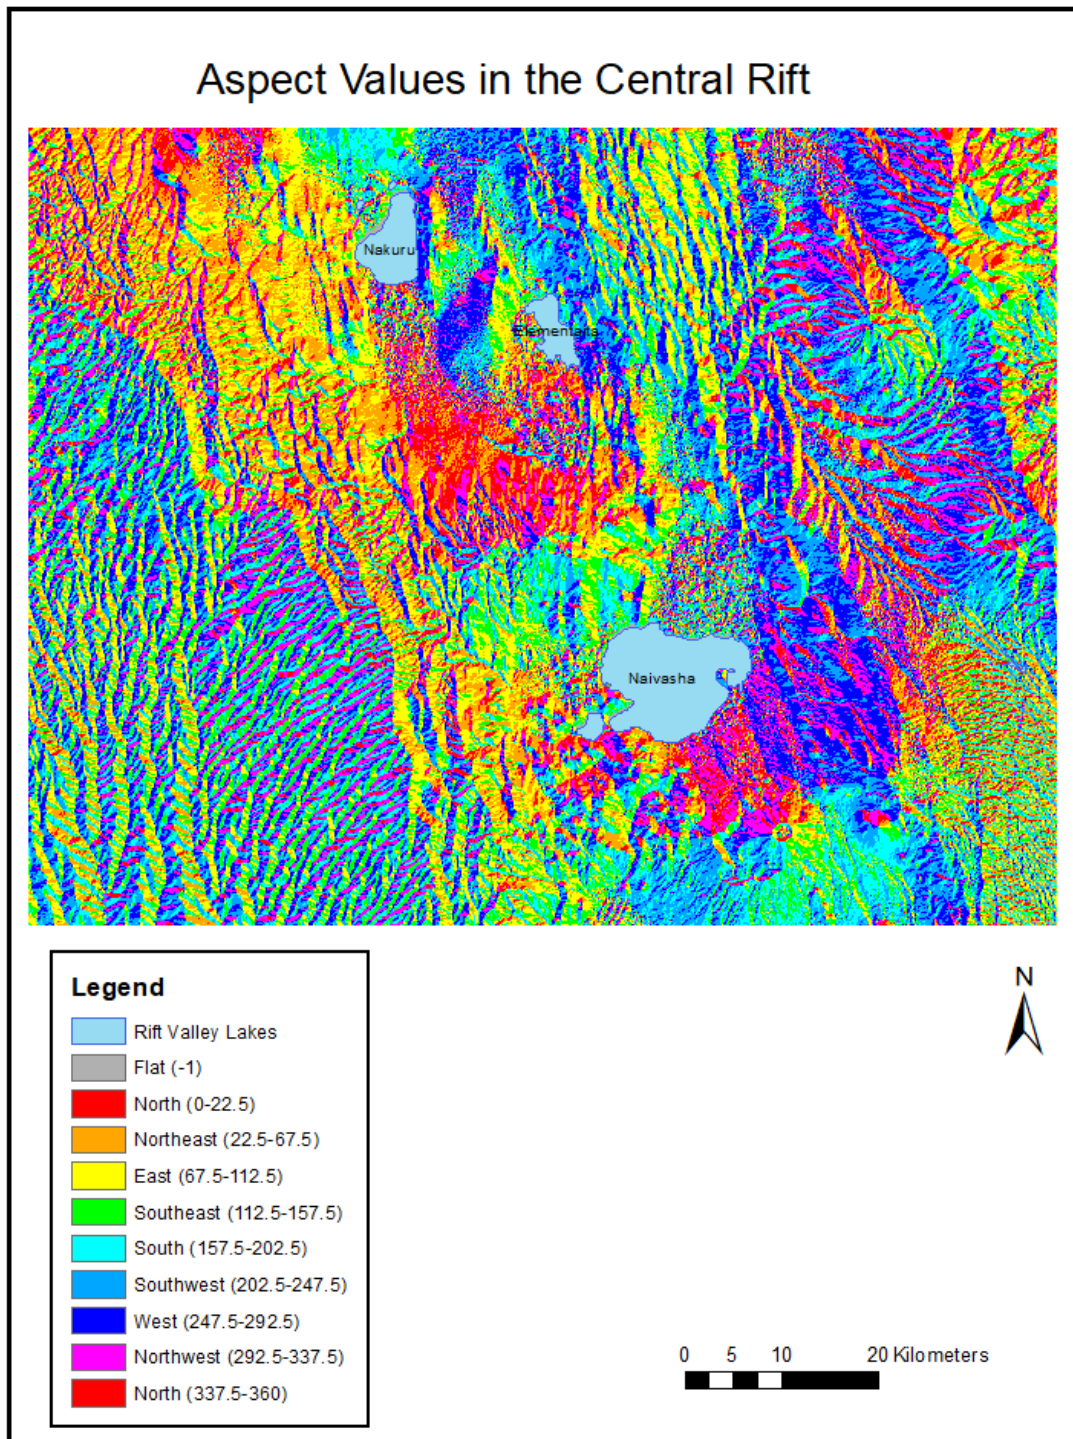 Aspect Values in the Central Rift
Nakuru
Elementaita
Naivasha
Legend
Rift Valley Lakes
Flat (-1)
North (0-22.5)
Northeast (22.5-67.5)
East (67.5-112.5)
Southeast (112.5-157.5)
South (157.5-202.5)
Southwest (202.5-247.5)
West (247.5-292.5)
Northwest (292.5-337.5)
North (337.5-360)
N
0 5 10 20 Kilometers